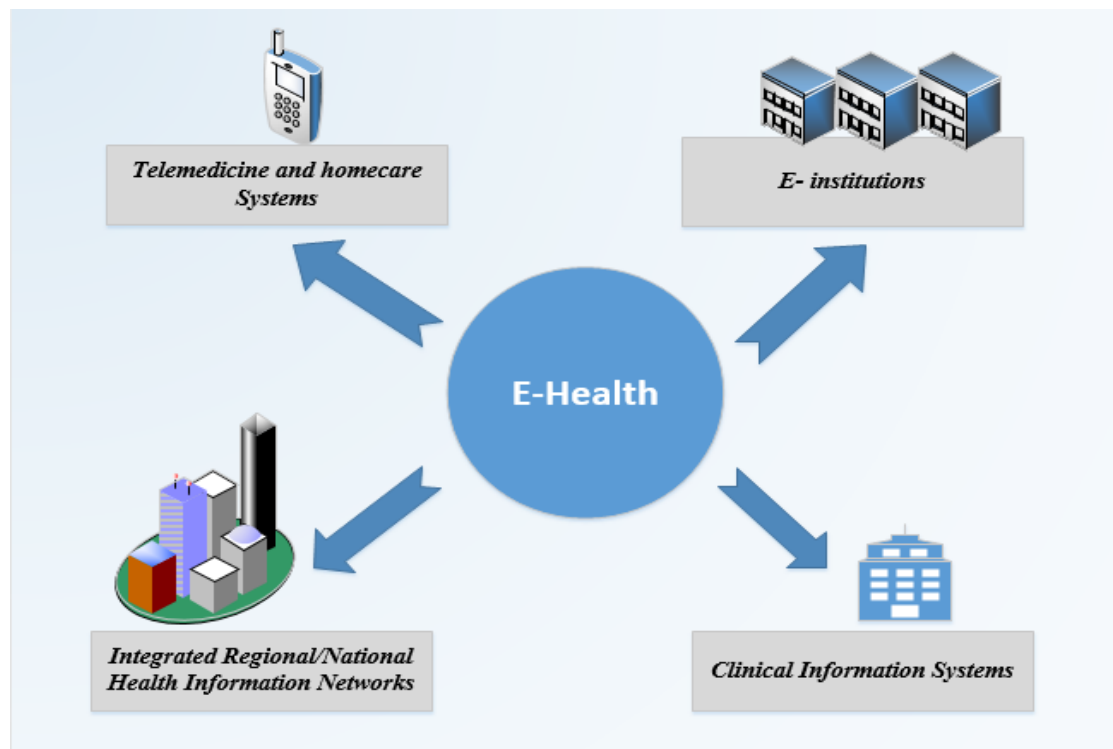 Telemedicine and homecare
Systems
E- institutions
E-Health
Integrated Regional/National
Health Information Networks
Clinical Information Systems